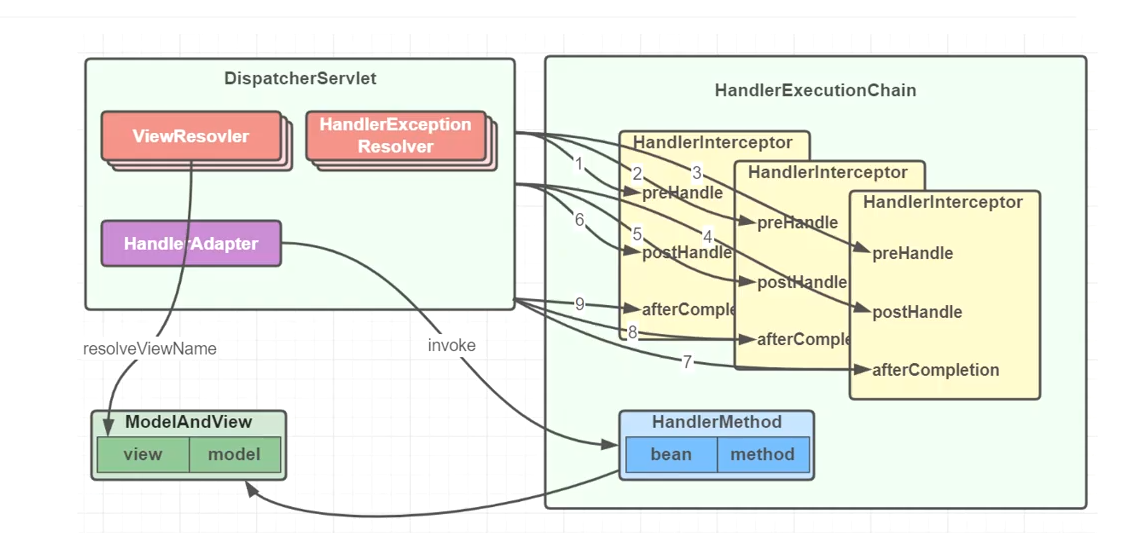 DispatcherServlet
ViewResovler
HandlerException
Resolver
HandlerAdapter
resolveViewName
invoke
ModelAndView
view
model
HandlerExecutionChain
HandlerInterceptor
preHandle
postHandle
afterComple
HandlerInterceptor
preHandle
postHandle
afterComple
HandlerInterceptor
preHandle
postHandle
afterCompletion
1
2
3
6
5
4
9
8
7
HandlerMethod
bean
method